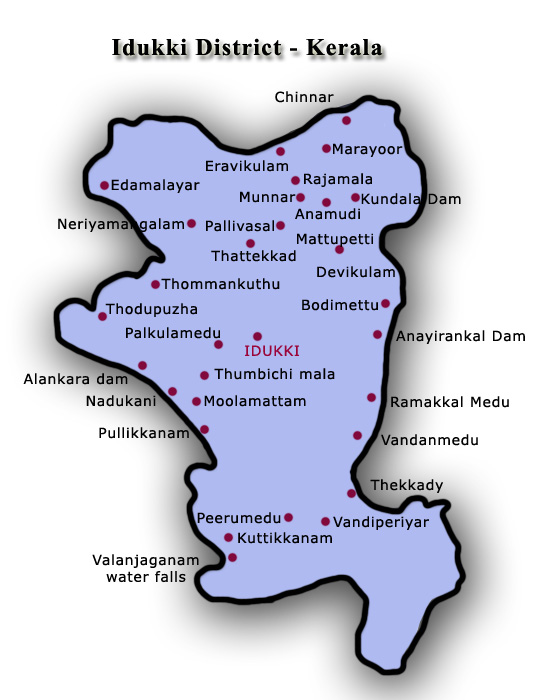 Idukki District - Kerala
Chinnar
Marayoor
Eravikulam
Edamalayar
Rajamala
Munnar
Kundala Dam
Anamudi
Neriyamangalam
Pallivasal
Mattupetti
Thattekkad
Devikulam
Thommankuthu
Bodimettu
Thodupuzha
Palkulamedu
Anayirankal Dam
IDUKKI
Alankara dam
Thumbichi mala
Nadukani
Moolamattam
Ramakkal Medu
Pullikkanam
Vandanmedu
Thekkady
Peerumedu
Vandiperiyar
Kuttikkanam
Valanjaganam
water falls